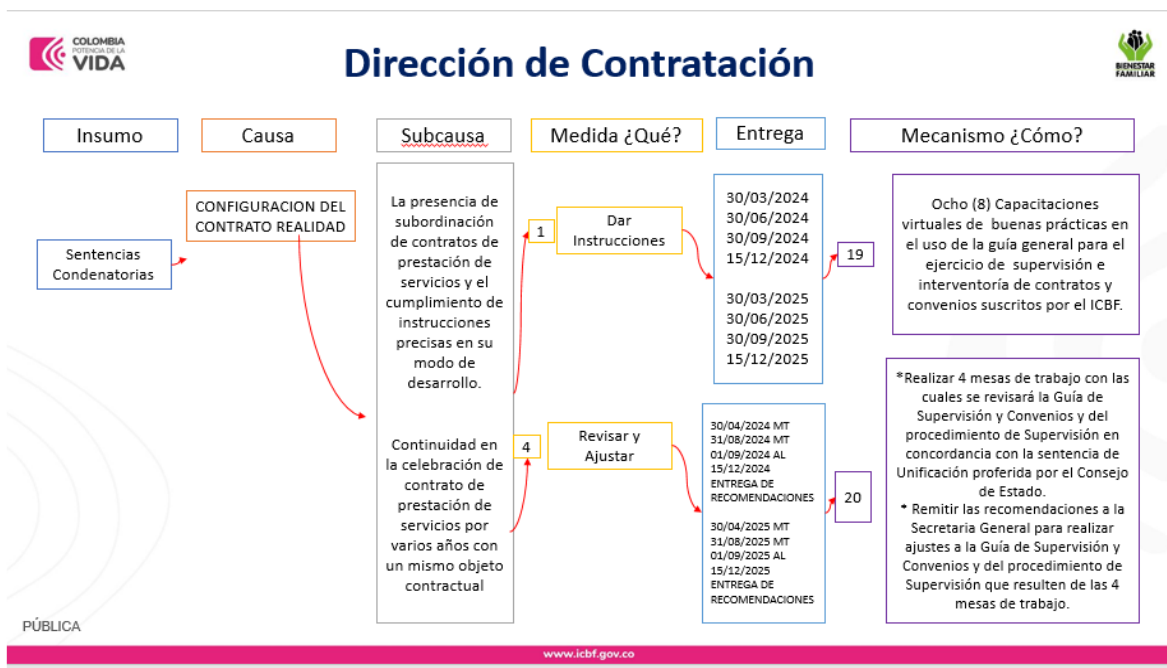 COLOMBIA
POTENCIA DE LA
VIDA
Dirección de Contratación
BIENESTAR
FAMILIAR
Insumo
Causa
Subcausa
Medida ¿Qué?
Entrega
Mecanismo ¿Cómo?
Sentencias
Condenatorias
CONFIGURACION DEL
CONTRATO REALIDAD
La presencia de
subordinación
de contratos de
prestación de
servicios y el
cumplimiento de
instrucciones
precisas en su
modo de
desarrollo.
Continuidad en
la celebración de
contrato de
prestación de
servicios por
varios años con
un mismo objeto
contractual
1
Dar
Instrucciones
30/03/2024
30/06/2024
30/09/2024
15/12/2024
30/03/2025
30/06/2025
30/09/2025
15/12/2025
19
Ocho (8) Capacitaciones
virtuales de buenas prácticas en
el uso de la guía general para el
ejercicio de supervisión e
interventoría de contratos y
convenios suscritos por el ICBF.
4
Revisar y
Ajustar
30/04/2024 MT
31/08/2024 MT
01/09/2024 AL
15/12/2024
ENTREGA DE
RECOMENDACIONES
30/04/2025 MT
31/08/2025 MT
01/09/2025 AL
15/12/2025
ENTREGA DE
RECOMENDACIONES
20
*Realizar 4 mesas de trabajo con las
cuales se revisará la Guía de
Supervisión y Convenios y del
procedimiento de Supervisión en
concordancia con la sentencia de
Unificación proferida por el Consejo
de Estado.
* Remitir las recomendaciones a la
Secretaria General para realizar
ajustes a la Guía de Supervisión y
Convenios y del procedimiento de
Supervisión que resulten de las 4
mesas de trabajo.
PÚBLICA
www.icbf.gov.co